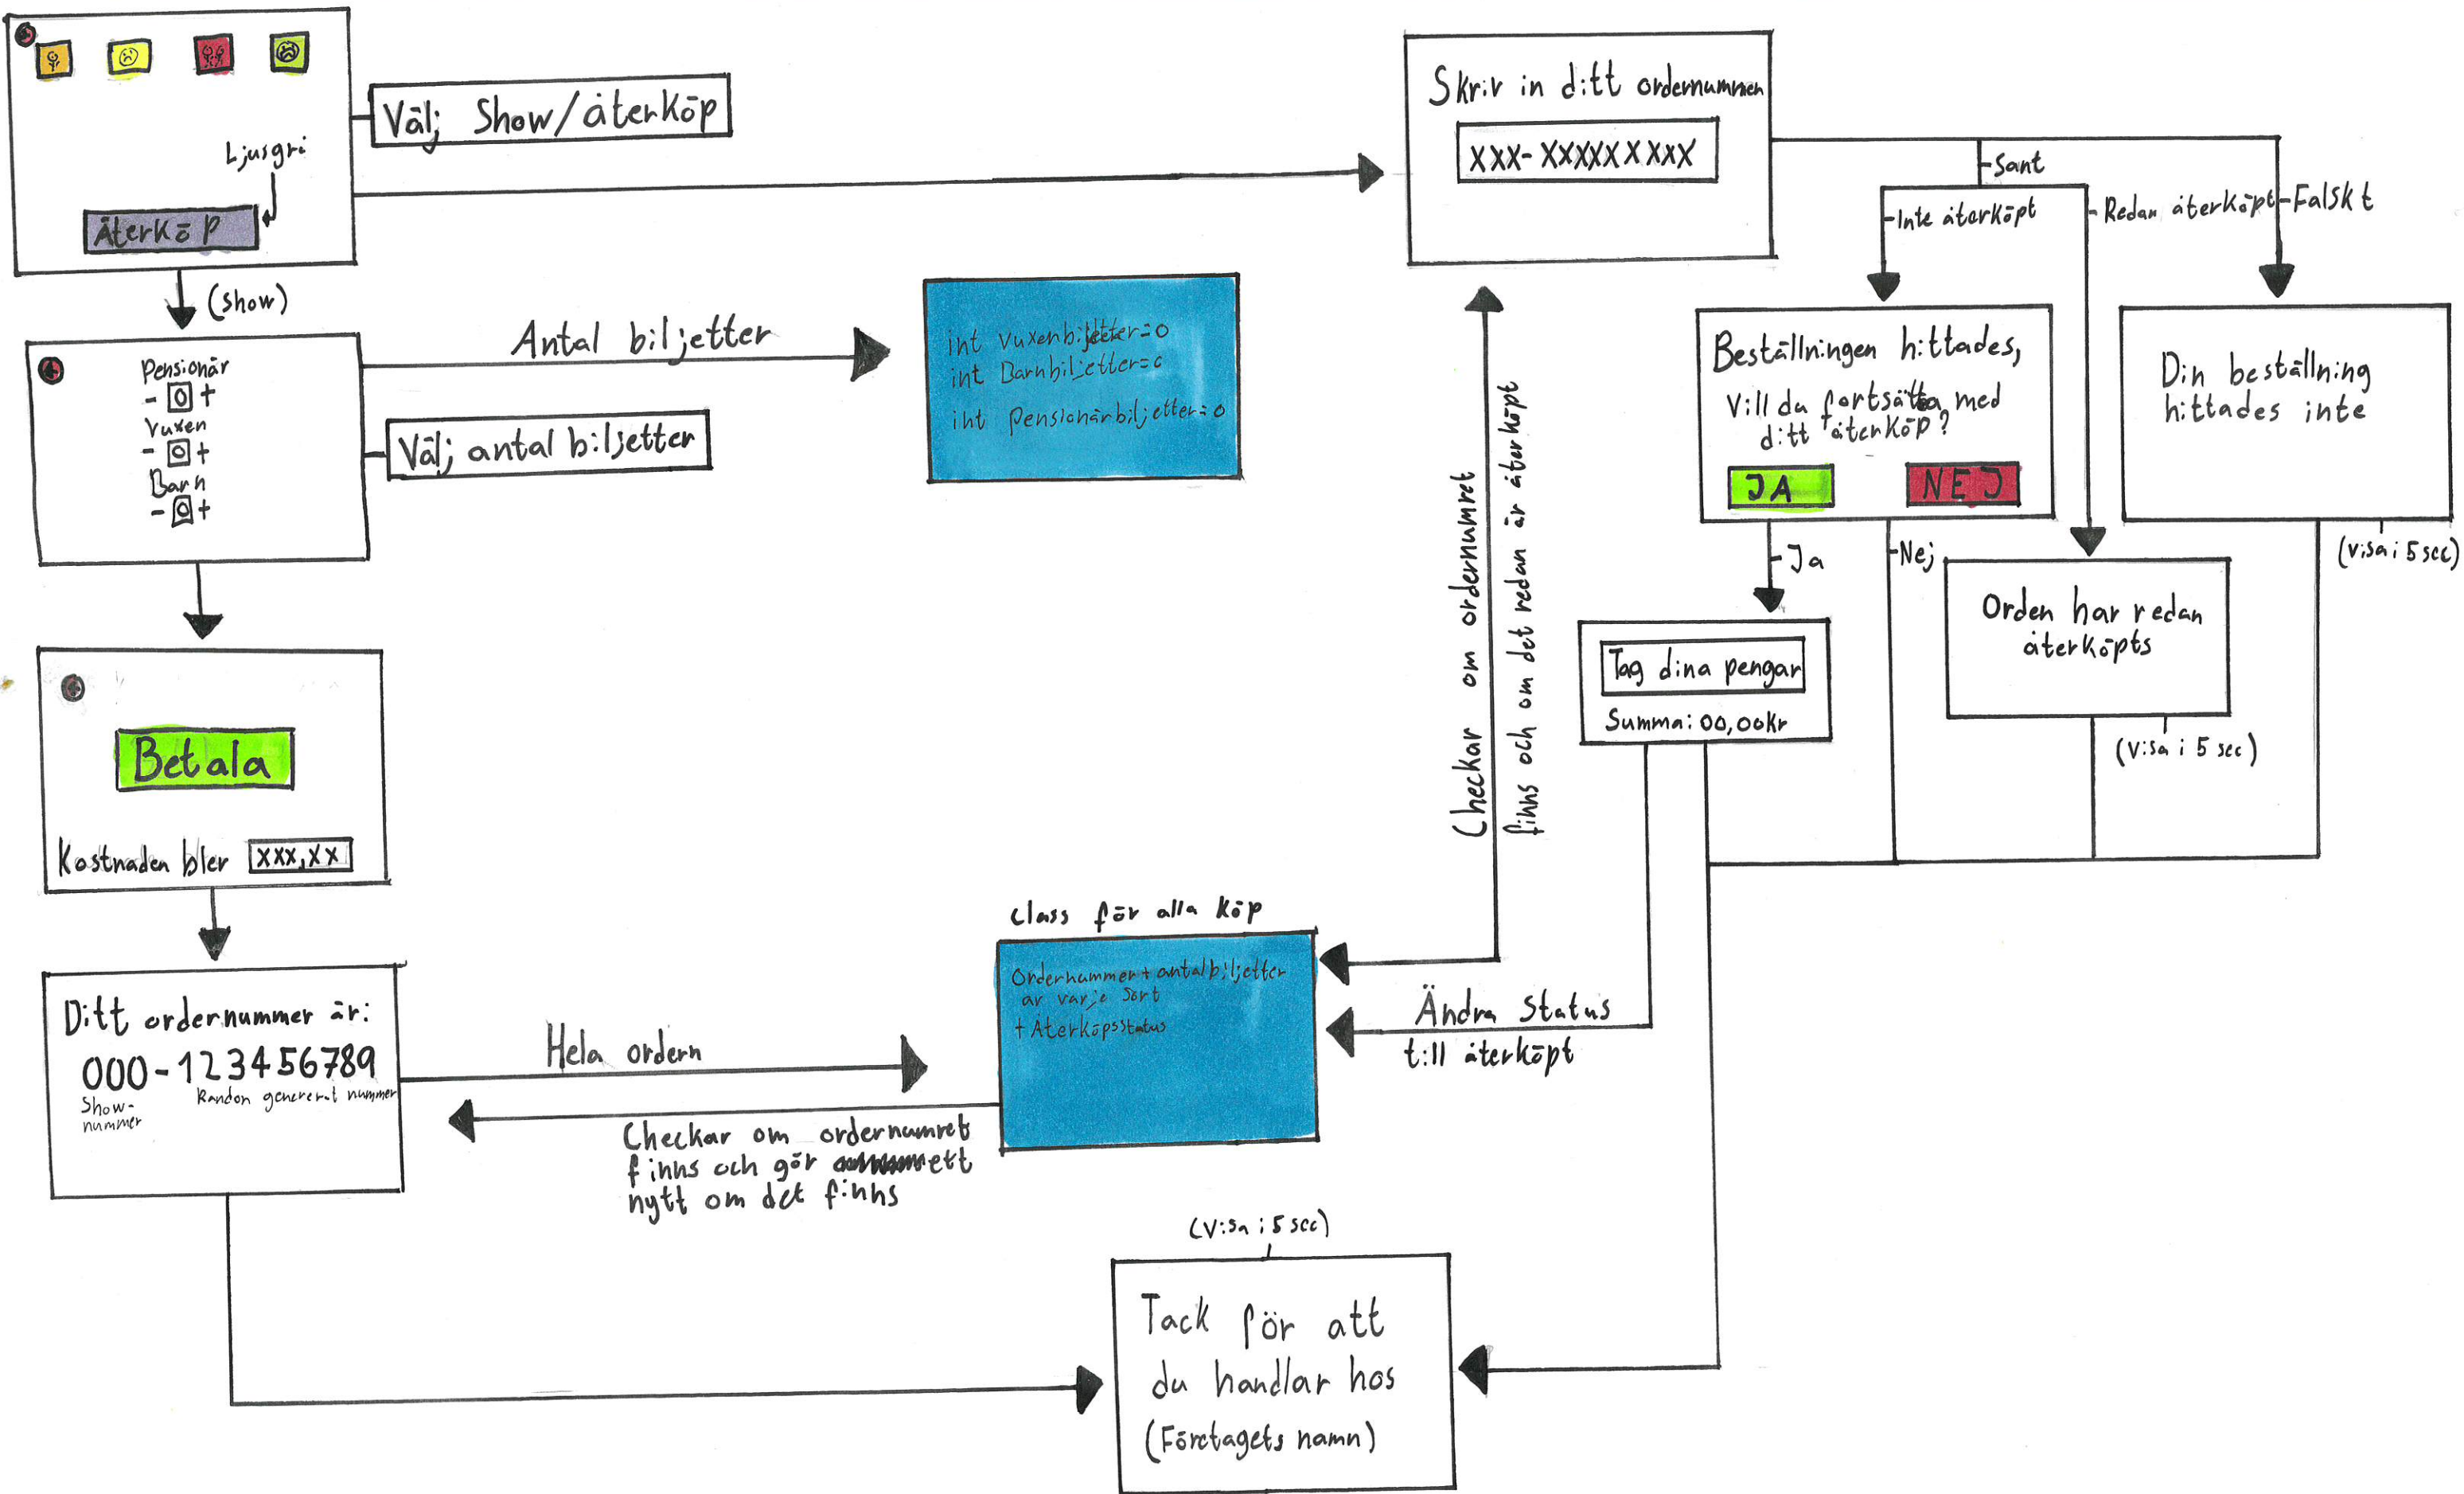 Ljusgri
Återköp
Välj Show/återköp
(show)
Pensionär
- 0 +
Vuxen
- 0 +
Barn
- 0 +
Antal biljetter
Välj antal biljetter
int Vuxenbiljetter=0
int Barnbiljetter=0
int Pensionärbiljetter=0
Betala
Kostnaden bler xxx,xx
Ditt ordernummer är:
000-123456789
Show-
nummer
Randon genererat nummer
Hela ordern
Checkar om ordernumret
finns och gör ett
nytt om det finns
Class för alla köp
Ordernummer + antal biljetter
av varje Sort
+ Återköpsstatus
Skriv in ditt ordernummer
XXX-XXXXXXXXX
Sant
Inte återköpt
Redan återköpt
Falskt
Checkar om ordernumret
finns och om det redan är återköpt
Beställningen hittades,
Vill du fortsätta med
ditt återköp?
JA
NEJ
Din beställning
hittades inte
(visa i 5 sec)
Ja
Nej
Tag dina pengar
Summa: 00,00Kr
Orden har redan
återköpts
(Visa i 5 sec)
Ändra Status
till återköpt
(Visa i 5 sec)
Tack för att
du handlar hos
(Företagets namn)